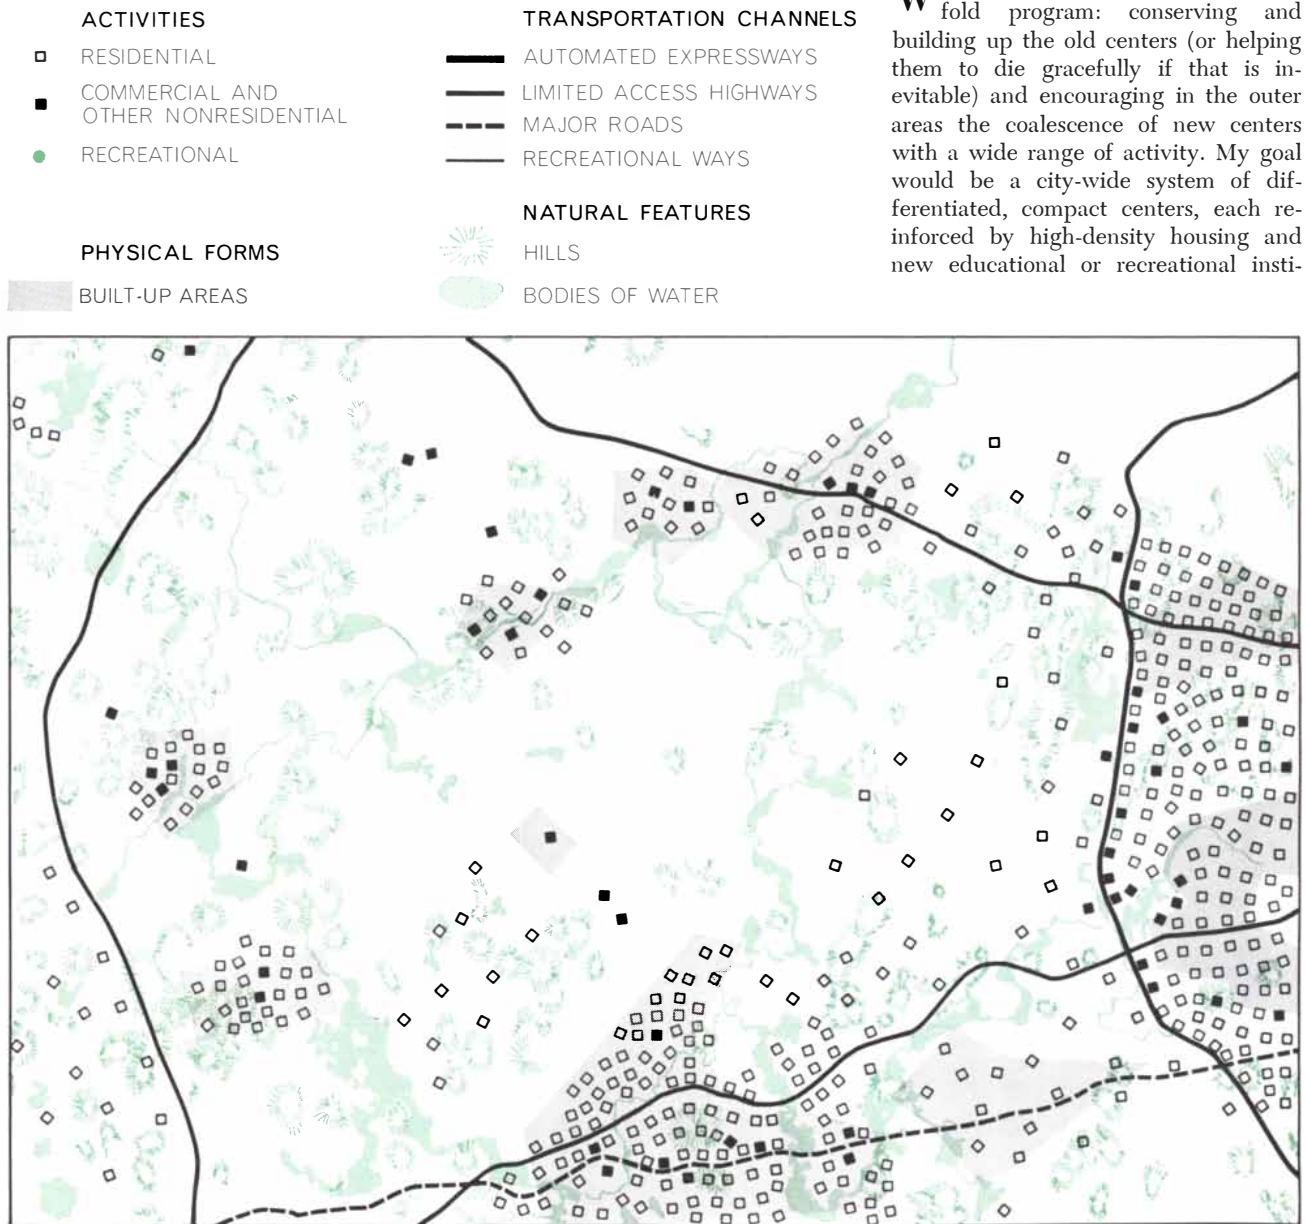 ACTIVITIES
RESIDENTIAL
COMMERCIAL AND
OTHER NONRESIDENTIAL
RECREATIONAL
PHYSICAL FORMS
BUILT-UP AREAS
TRANSPORTATION CHANNELS
AUTOMATED EXPRESSWAYS
LIMITED ACCESS HIGHWAYS
MAJOR ROADS
RECREATIONAL WAYS
NATURAL FEATURES
HILLS
BODIES OF WATER
fold program: conserving and
building up the old centers (or helping
them to die gracefully if that is in-
evitable) and encouraging in the outer
areas the coalescence of new centers
with a wide range of activity. My goal
would be a city-wide system of dif-
ferentiated, compact centers, each re-
inforced by high-density housing and
new educational or recreational insti-